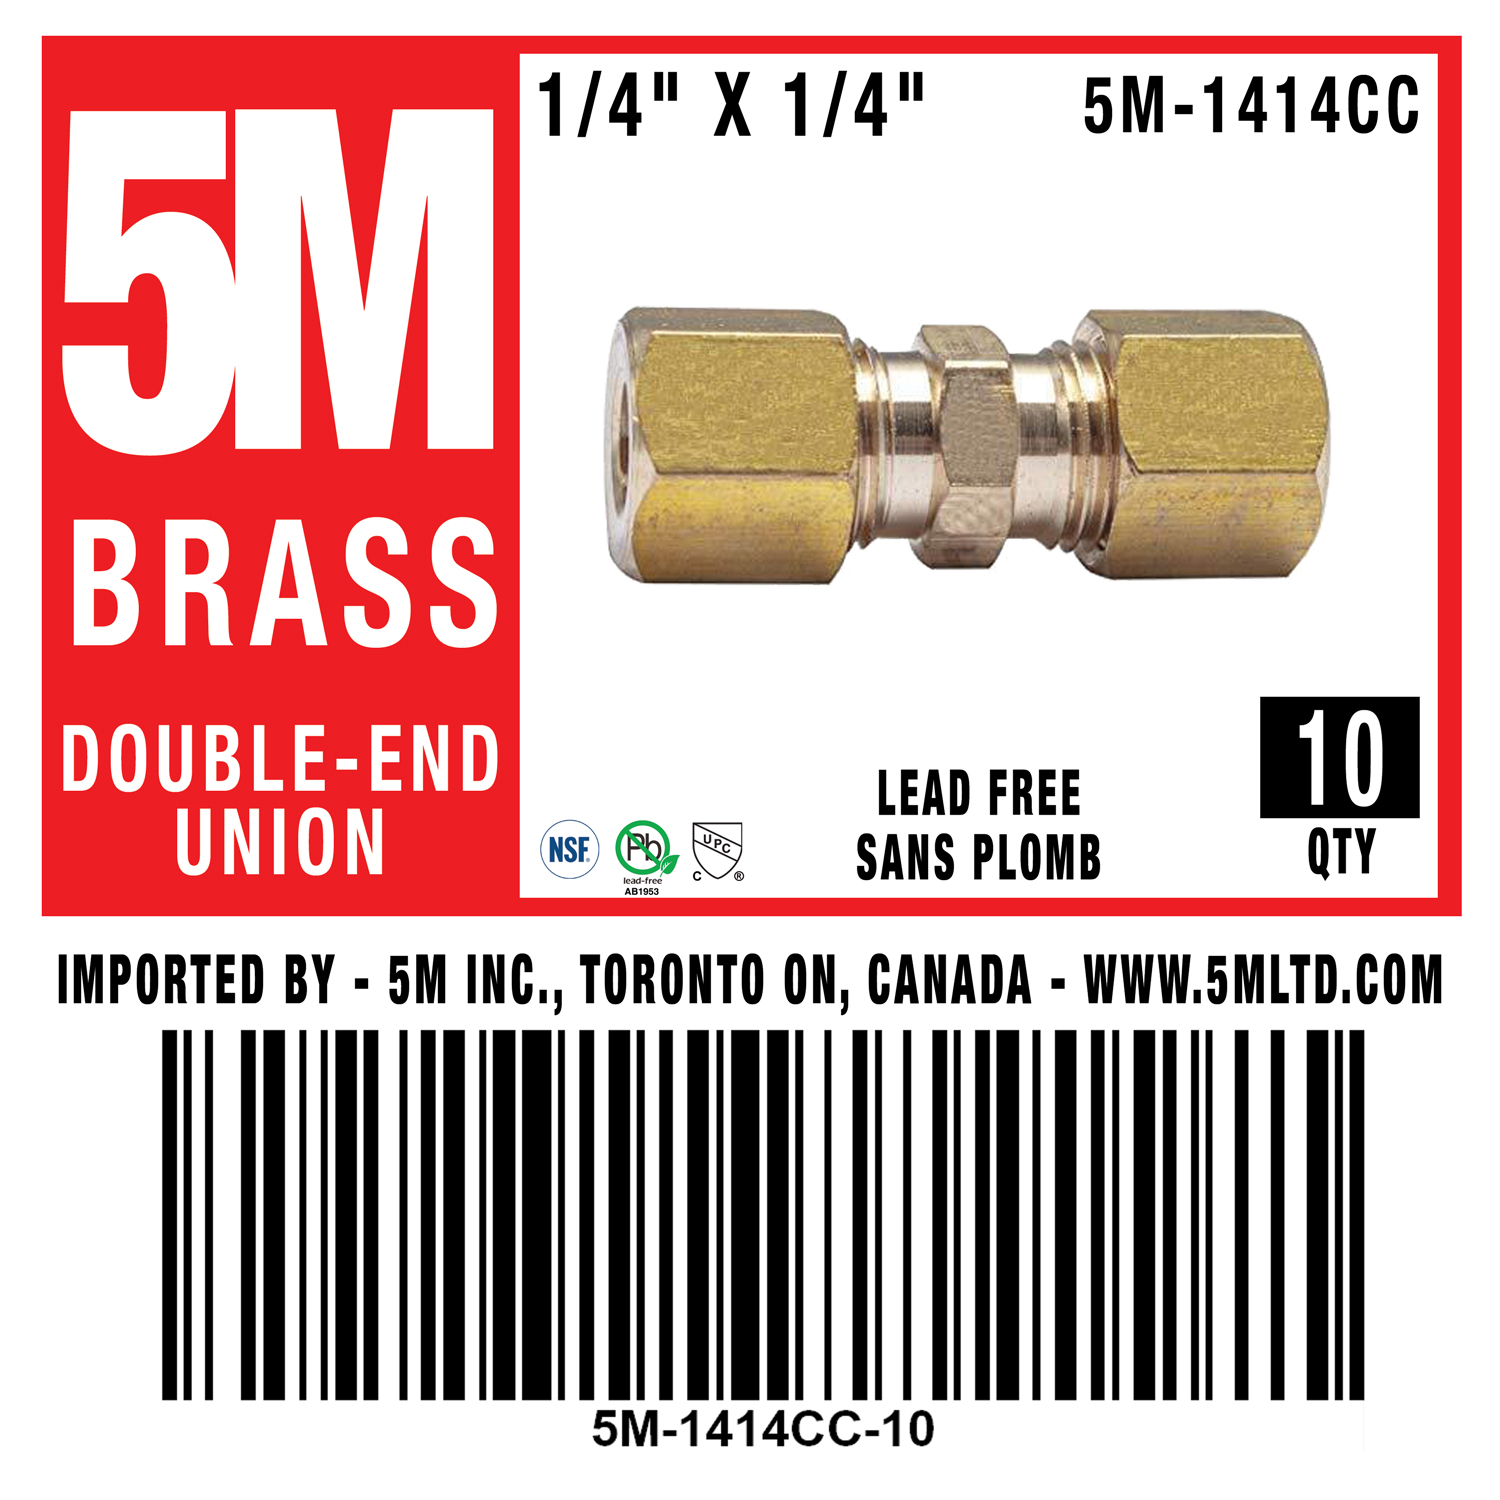 5M
BRASS
DOUBLE-END
UNION
1/4" X 1/4"
5M-1414CC
NSF®
Pb
lead-free
AB1953
UPC
C ®
LEAD FREE
SANS PLOMB
10
QTY
IMPORTED BY - 5M INC., TORONTO ON, CANADA - WWW.5MLTD.COM
5M-1414CC-10